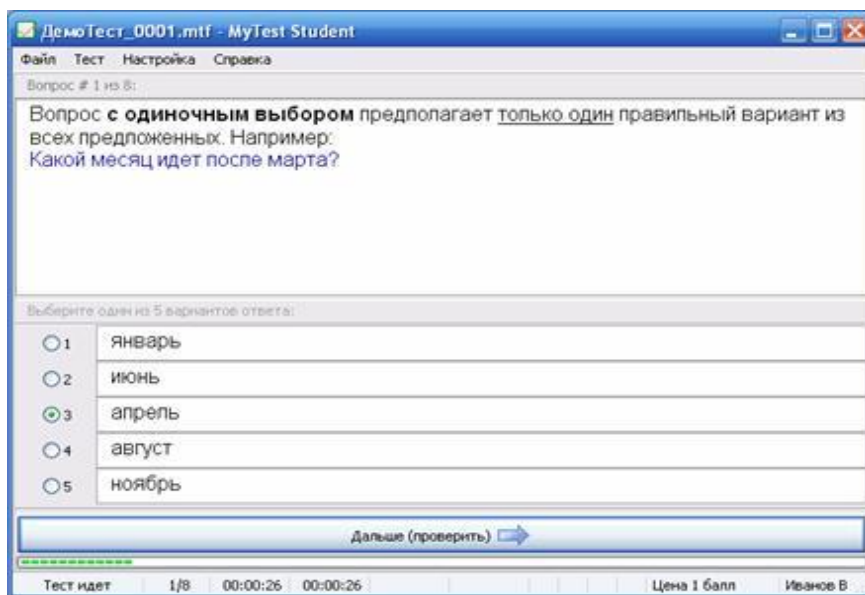 ДемоТест_0001.mtf - MyTest Student
Файл Тест Настройка Справка
Вопрос # 1 из 8:
Вопрос с одиночным выбором предполагает только один правильный вариант из
всех предложенных. Например:
Какой месяц идет после марта?
Выберите один из 5 вариантов ответа:
1 январь
2 июнь
3 апрель
4 август
5 ноябрь
Дальше (проверить)
Тест идет 1/8 00:00:26 00:00:26 Цена 1 балл Иванов В